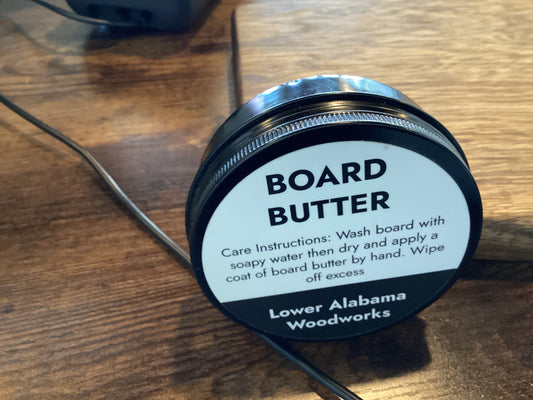 BOARD
BUTTER
Care Instructions: Wash board with
soapy water then dry and apply a
coat of board butter by hand. Wipe
off excess
Lower Alabama
Woodworks